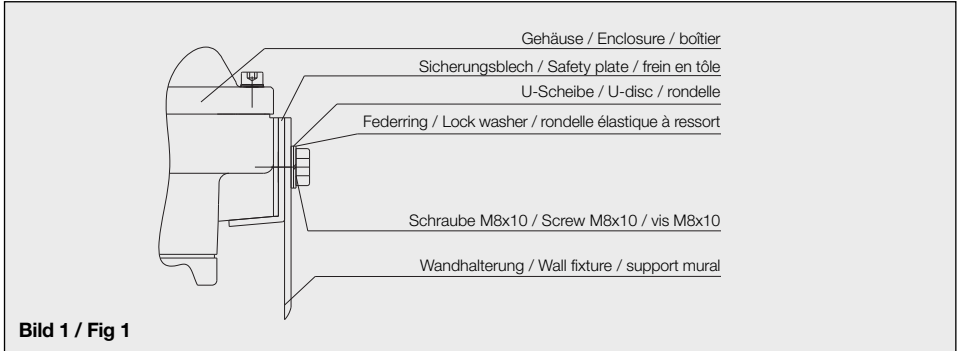 Gehäuse / Enclosure / boîtier
Sicherungsblech / Safety plate / frein en tôle
U-Scheibe / U-disc / rondelle
Federring / Lock washer / rondelle élastique à ressort
Schraube M8x10 / Screw M8x10 / vis M8x10
Wandhalterung / Wall fixture / support mural
Bild 1 / Fig 1